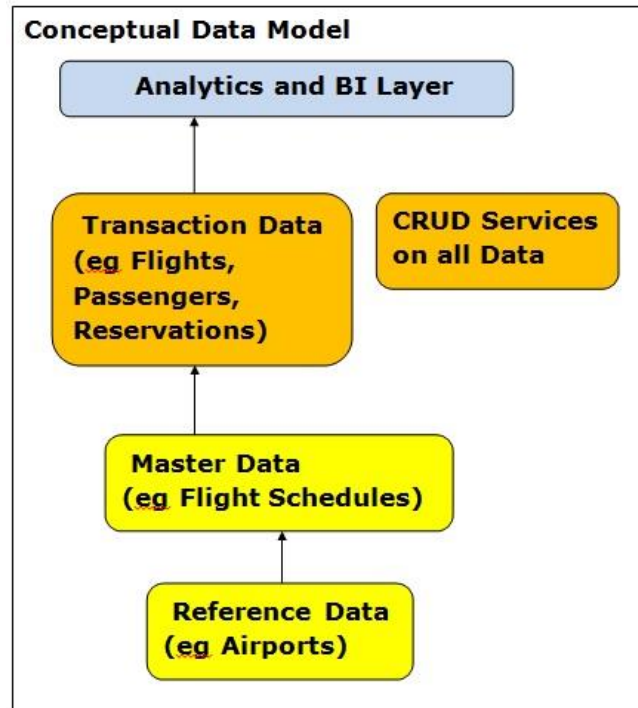 Conceptual Data Model
Analytics and BI Layer
Transaction Data
(eg Flights,
Passengers,
Reservations)
CRUD Services
on all Data
Master Data
(eg Flight Schedules)
Reference Data
(eg Airports)